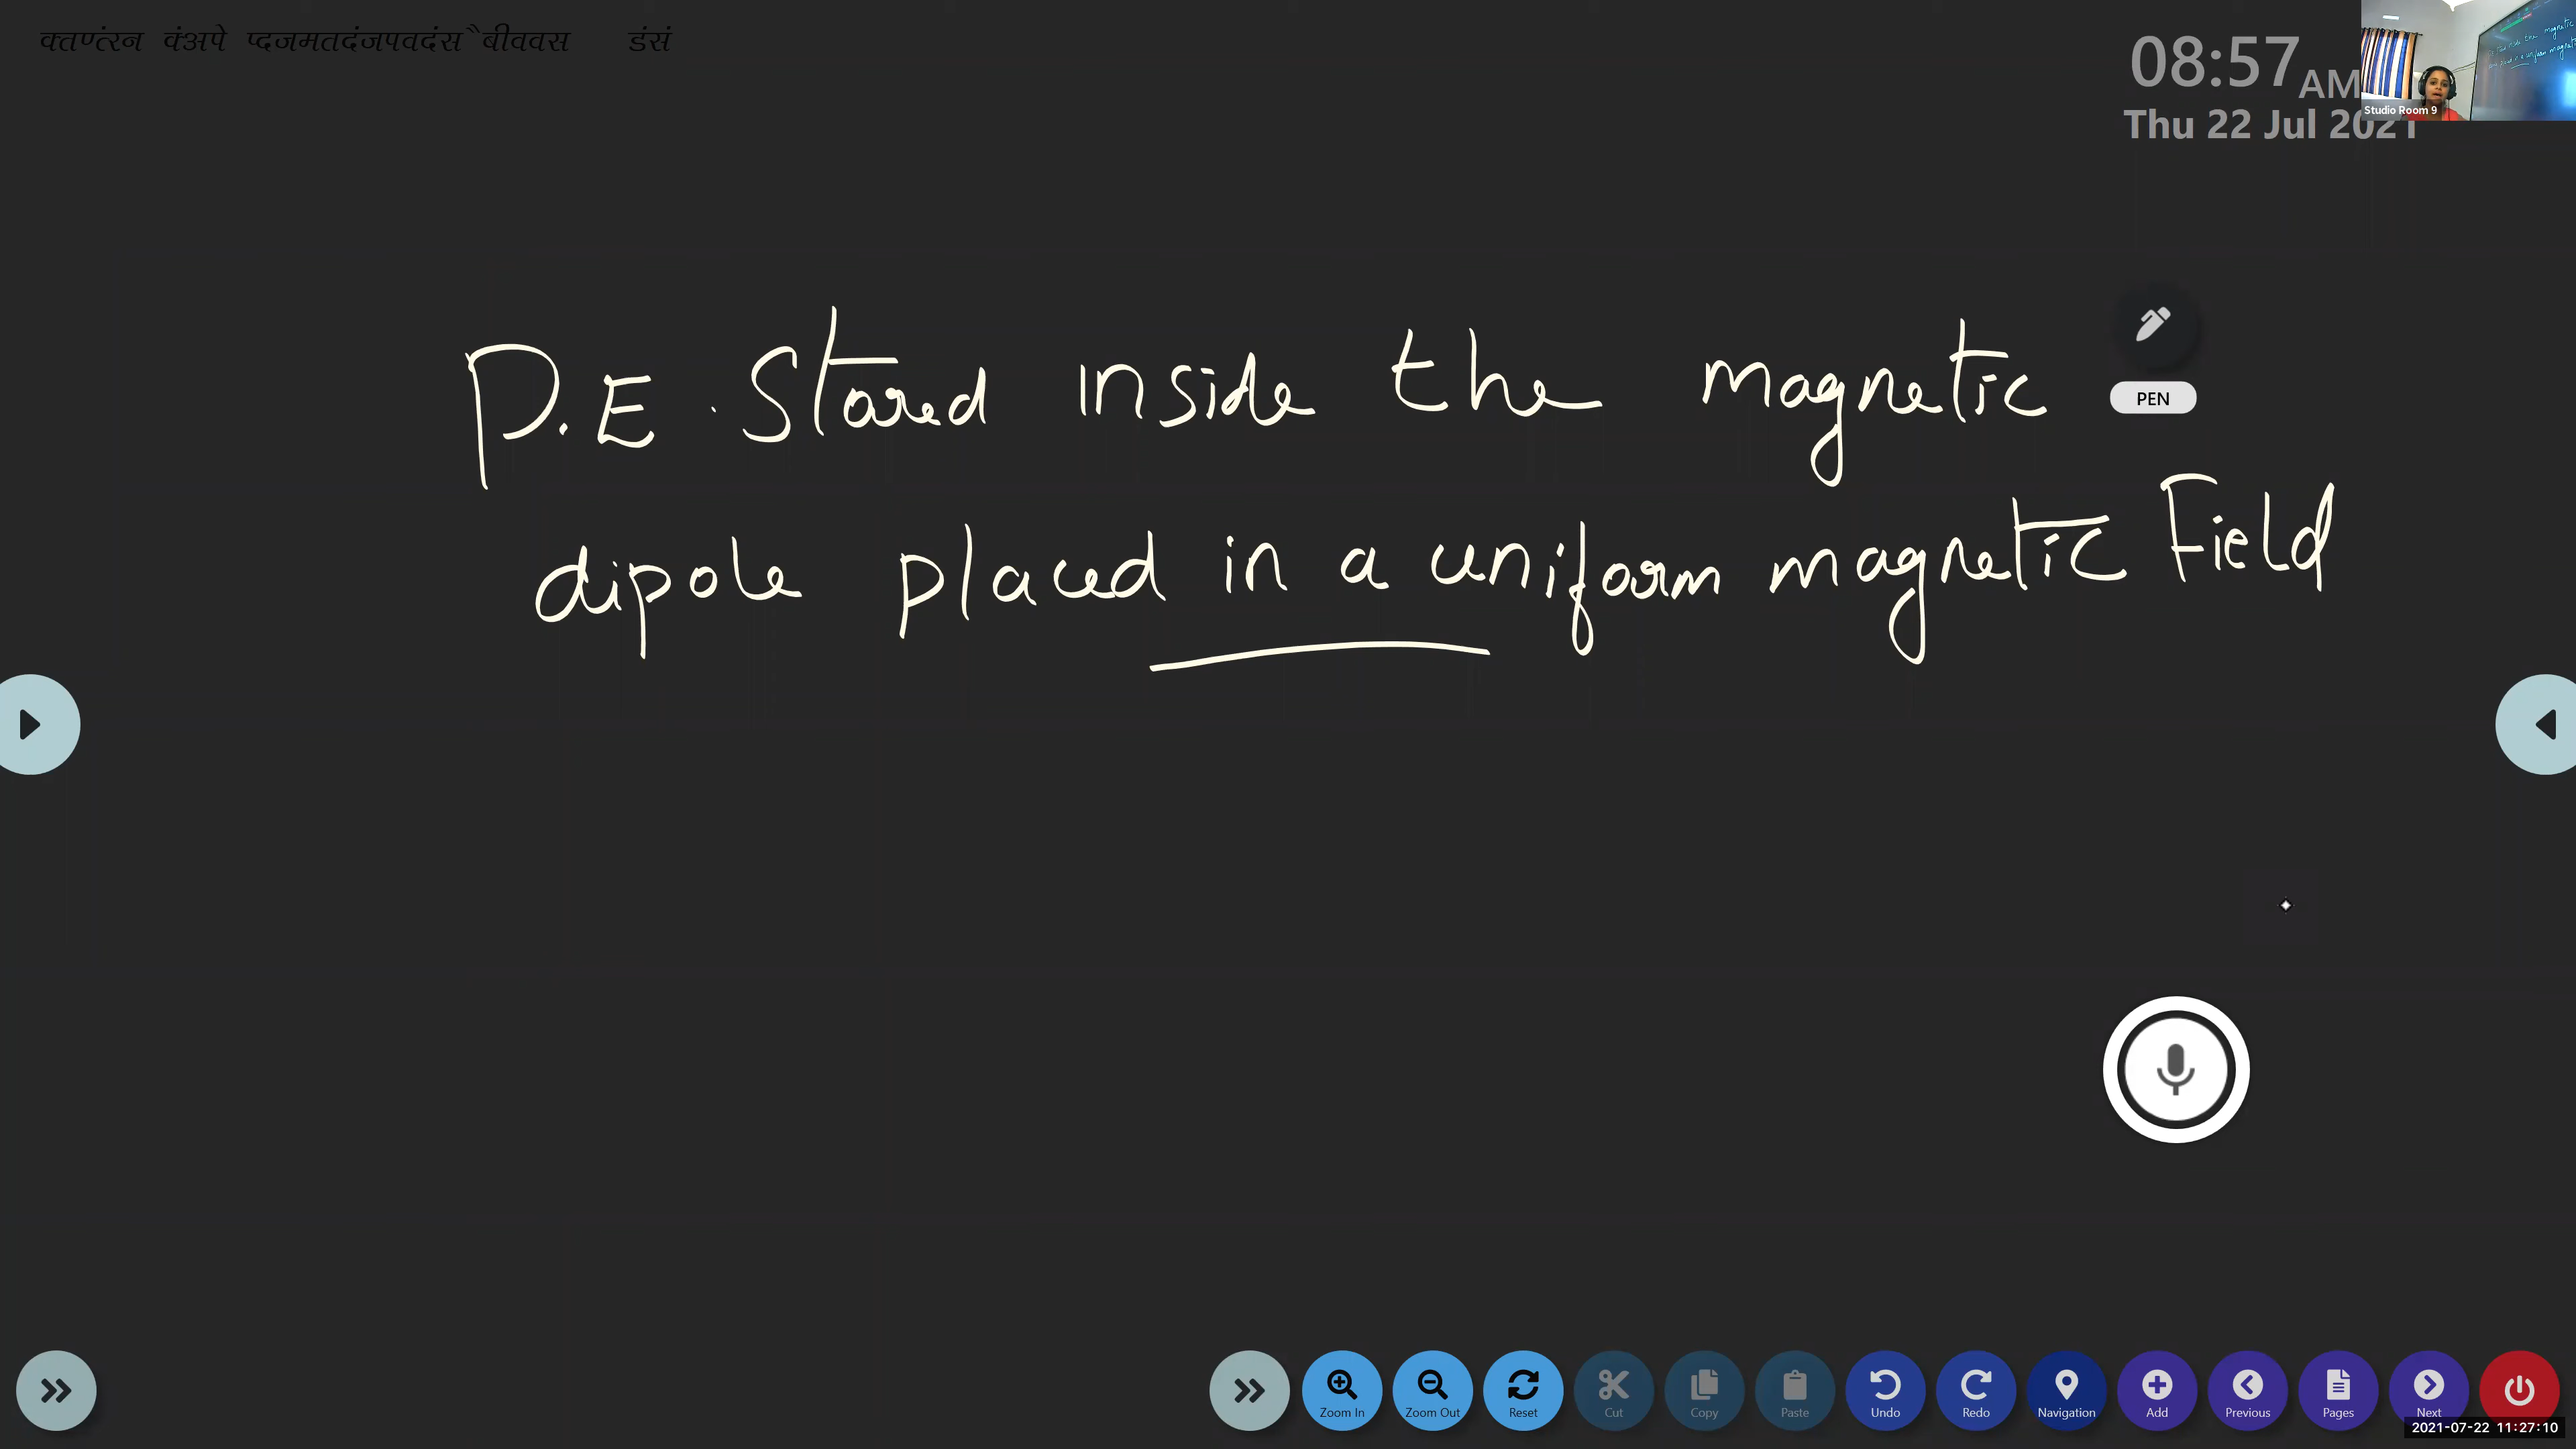 क्तण्ंरन कंअपे प्दजमतदंजपवदंस ैबीववस डंसं
08:57 AM
Thu 22 Jul 2021
Studio Room 9
P.E. Stored inside the magnetic
PEN
dipole placed in a uniform magnetic Field
Zoom In Zoom Out Reset Cut Copy Paste Undo Redo Navigation Add Previous Pages Next
2021-07-22 11:27:10